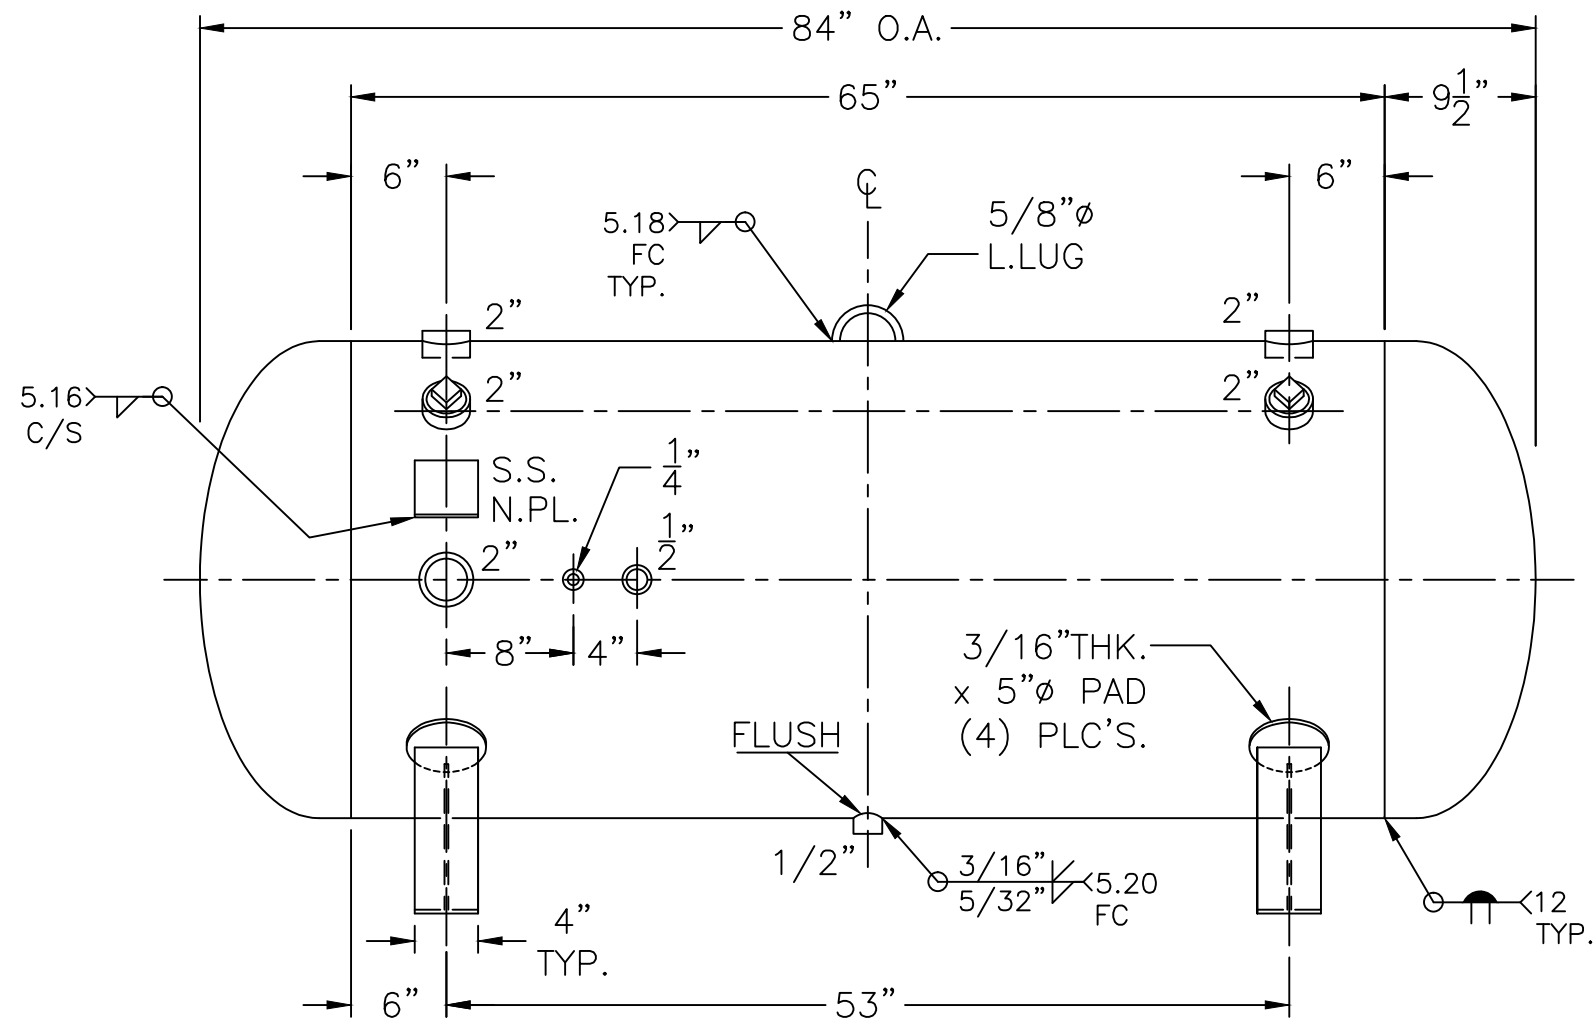 84” O.A.
65”
9 1/2”
6”
6”
℄
5.18
FC
TYP.
5/8”ø
L.LUG
2”
2”
5.16
C/S
2”
2”
S.S.
N.PL.
1/4”
1/2”
2”
8”
4”
3/16”THK.
x 5”ø PAD
(4) PLC’S.
FLUSH
1/2”
3/16”
5/32”
5.20
FC
12
TYP.
4”
TYP.
6”
53”